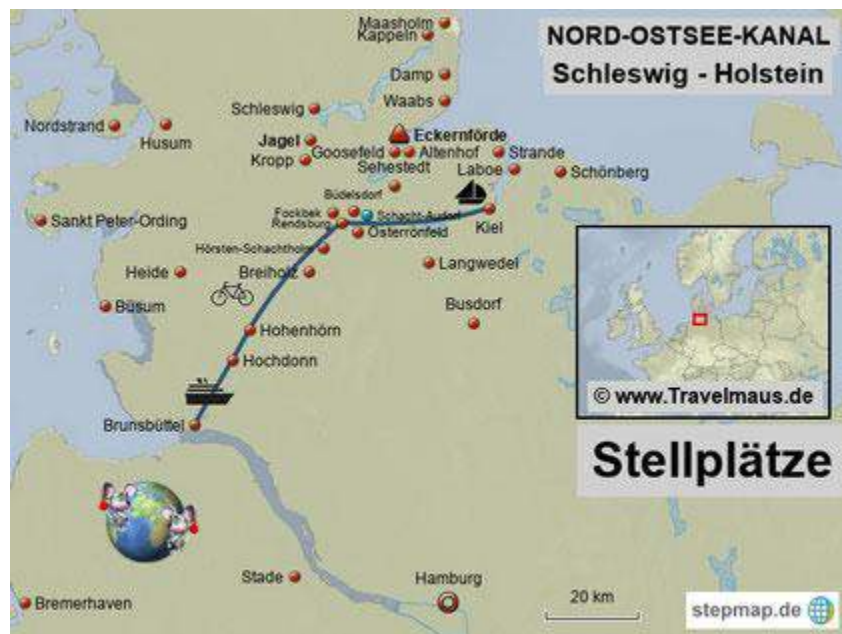 NORD-OSTSEE-KANAL
Schleswig - Holstein
Maasholm
Kappeln
Damp
Waabs
Schleswig
Nordstrand
Husum
Jagel
Eckernförde
Kropp
Goosefeld
Altenhof
Strande
Sehestedt
Laboe
Schönberg
Büdelsdorf
Fockbek
Schacht-Audorf
Sankt Peter-Ording
Rendsburg
Osterrönfeld
Kiel
Hörsten-Schachtholm
Heide
Breiholz
Langwedel
Büsum
Busdorf
Hohenhörn
Hochdonn
© www.Travelmaus.de
Brunsbüttel
Stellplätze
Stade
Hamburg
Bremerhaven
20 km
stepmap.de